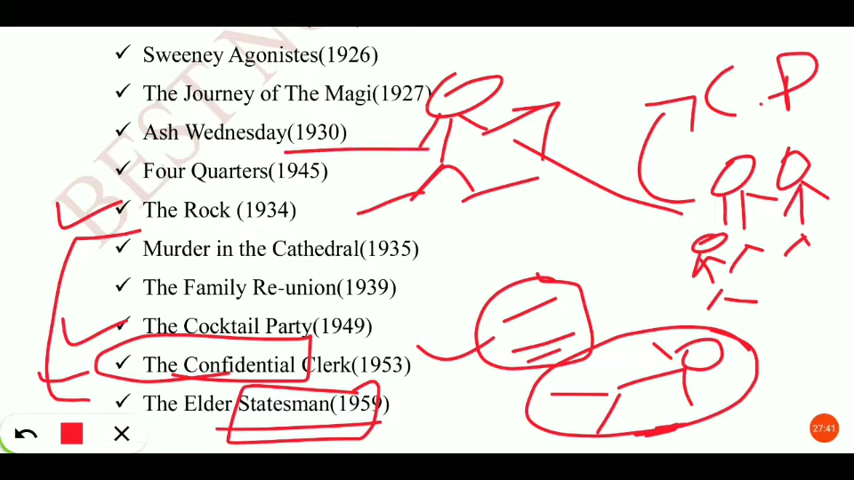 Sweeney Agonistes(1926)
The Journey of The Magi(1927)
Ash Wednesday(1930)
Four Quarters(1945)
The Rock (1934)
Murder in the Cathedral(1935)
The Family Re-union(1939)
The Cocktail Party(1949)
The Confidential Clerk(1953)
The Elder Statesman(1959)
C.P
BEST NO
27:41